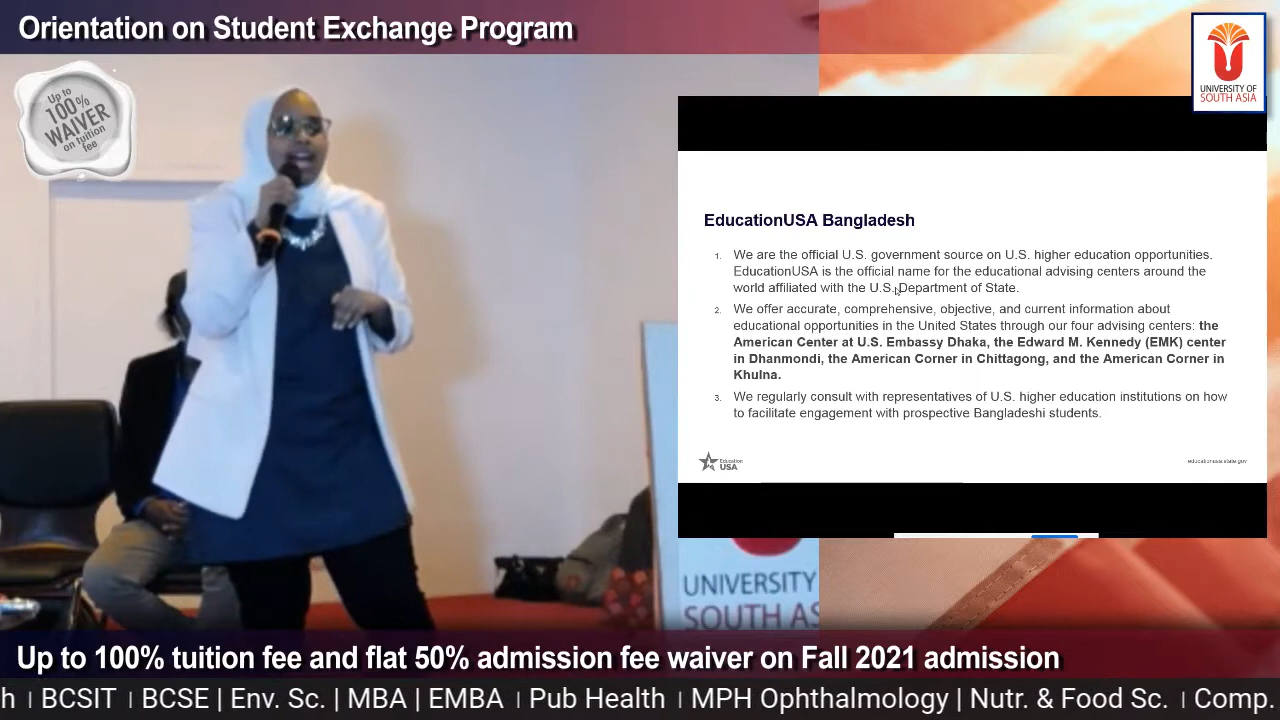 Orientation on Student Exchange Program
Up to
100%
WAIVER
on tuition
fee
UNIVERSITY OF
SOUTH ASIA
EducationUSA Bangladesh
1. We are the official U.S. government source on U.S. higher education opportunities.
EducationUSA is the official name for the educational advising centers around the
world affiliated with the U.S. Department of State.
2. We offer accurate, comprehensive, objective, and current information about
educational opportunities in the United States through our four advising centers: the
American Center at U.S. Embassy Dhaka, the Edward M. Kennedy (EMK) center
in Dhanmondi, the American Corner in Chittagong, and the American Corner in
Khulna.
3. We regularly consult with representatives of U.S. higher education institutions on how
to facilitate engagement with prospective Bangladeshi students.
Education
USA
educationusa.state.gov
UNIVERSITY
SOUTH AS
Up to 100% tuition fee and flat 50% admission fee waiver on Fall 2021 admission
h | BCSIT | BCSE | Env. Sc. | MBA | EMBA | Pub Health | MPH Ophthalmology | Nutr. & Food Sc. | Comp.